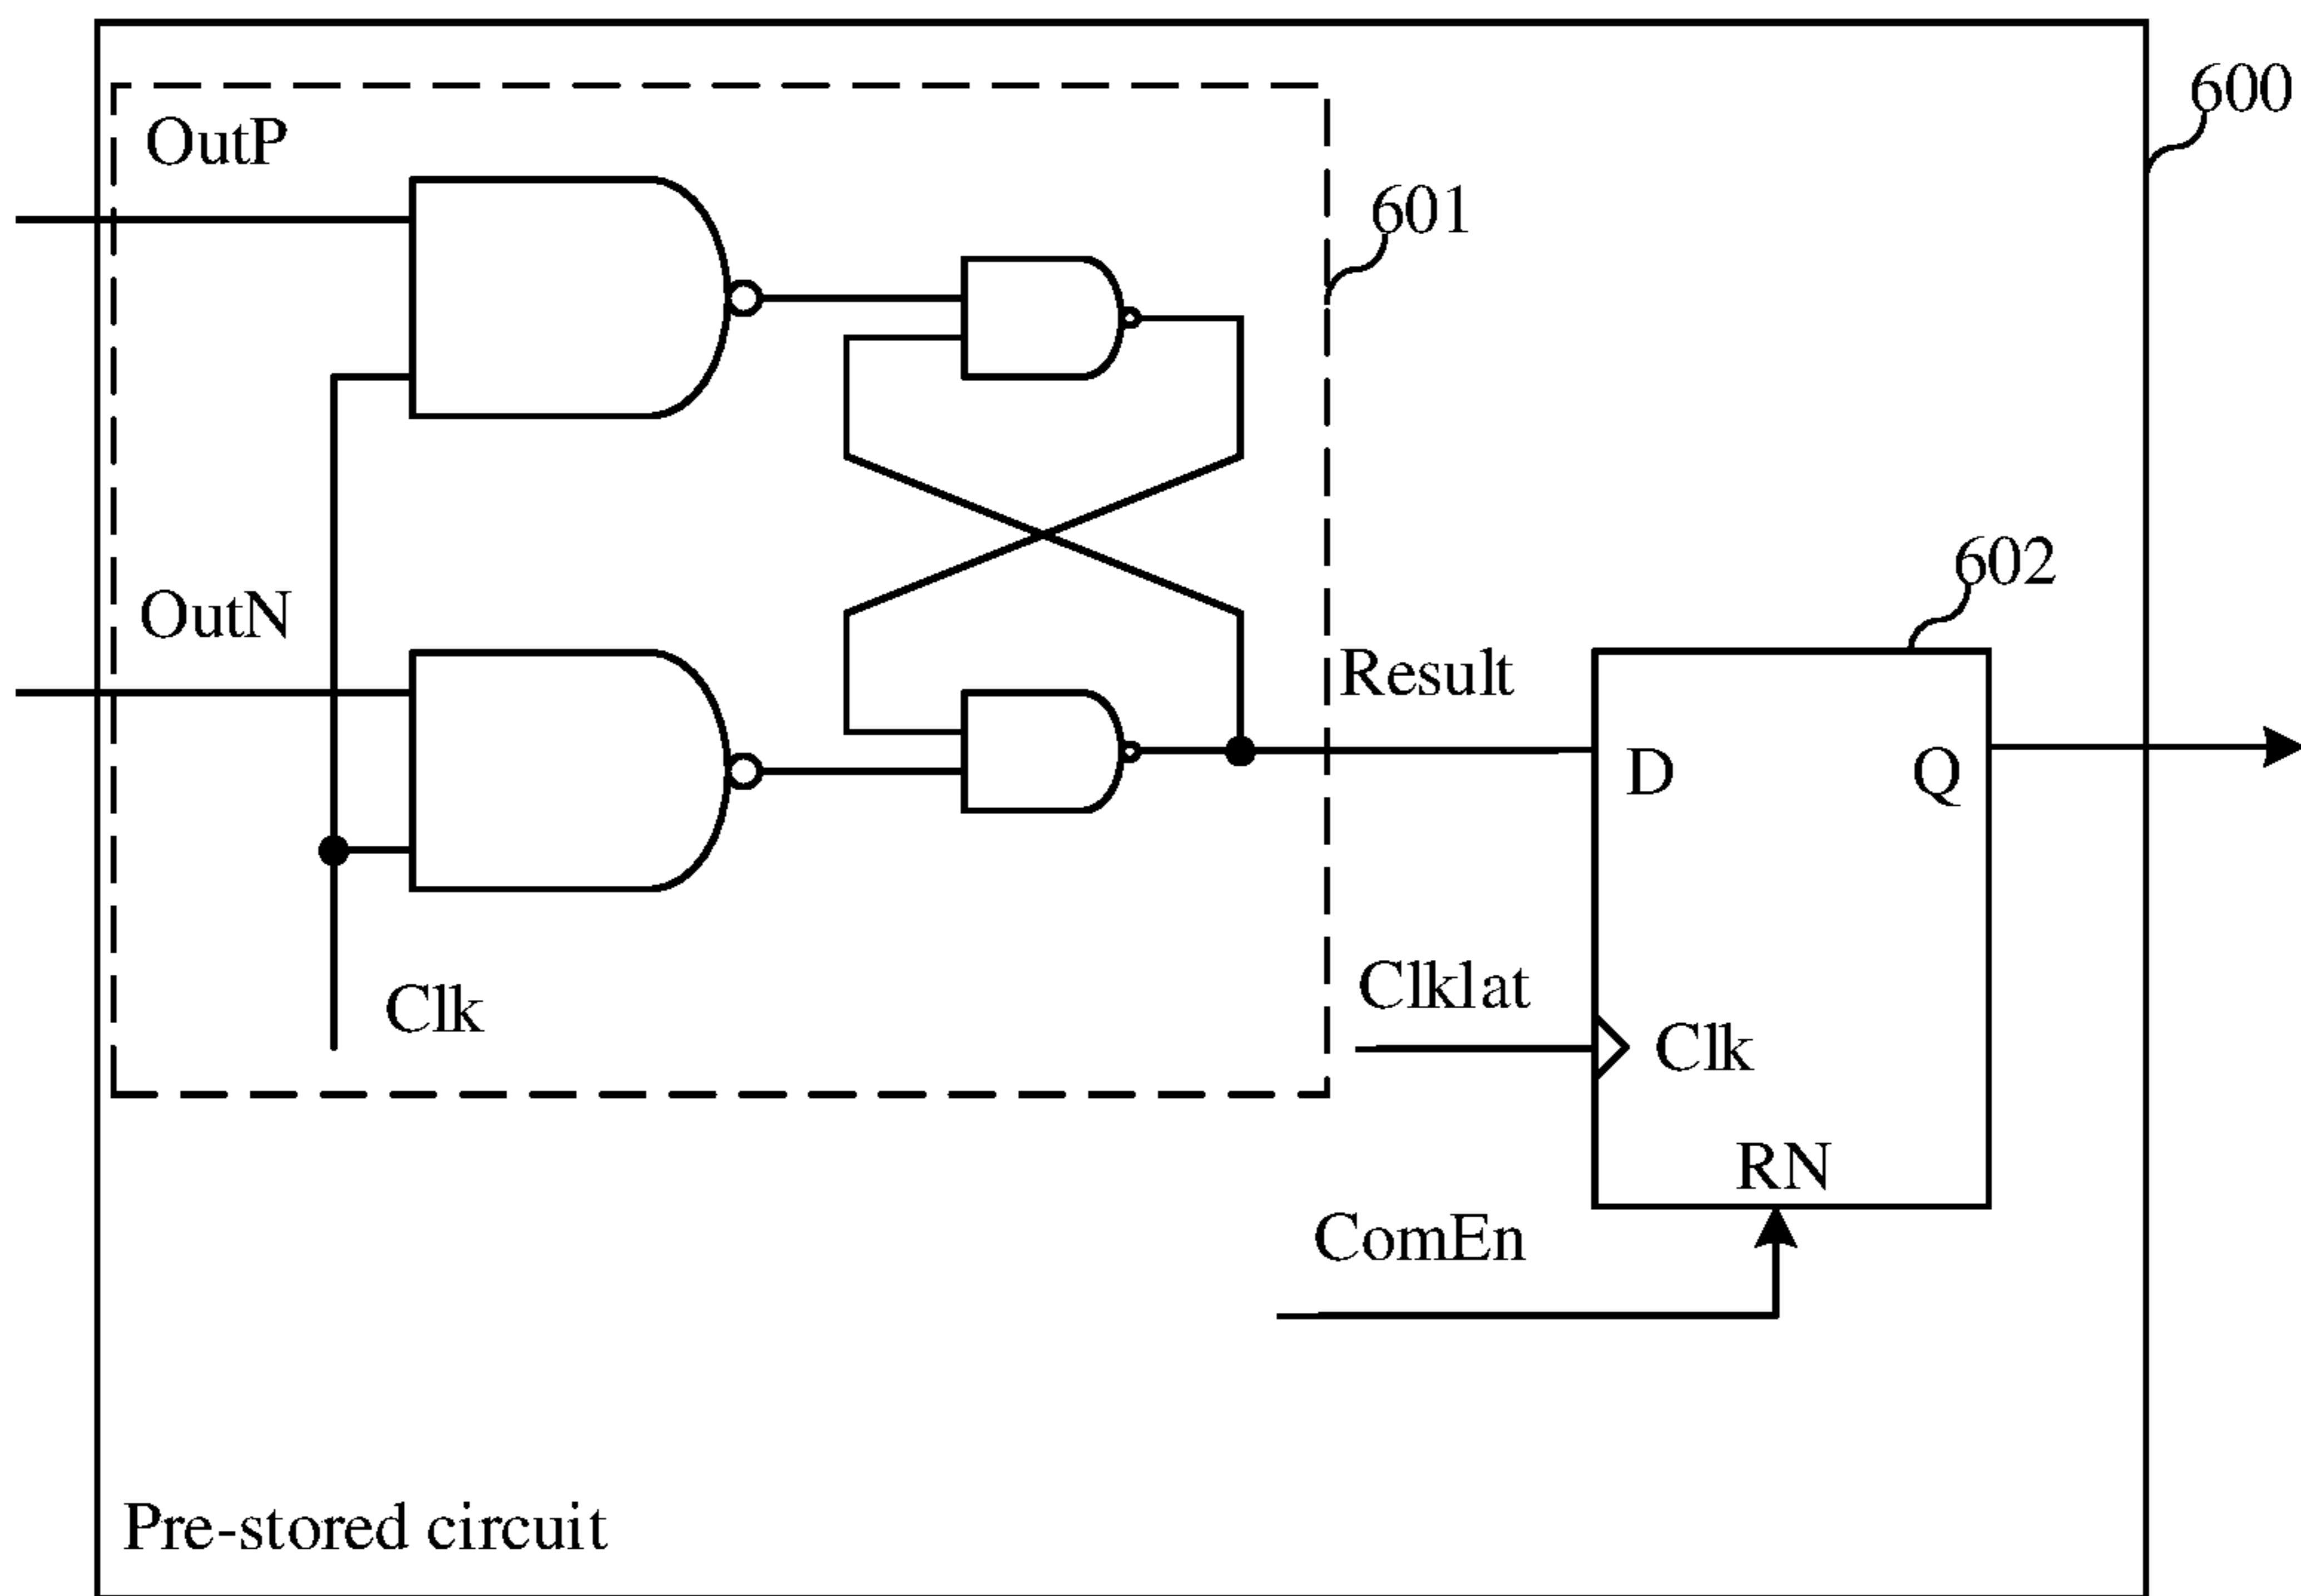 600
OutP
601
602
OutN
Result
D
Q
Clklat
Clk
Clk
RN
ComEn
Pre-stored circuit